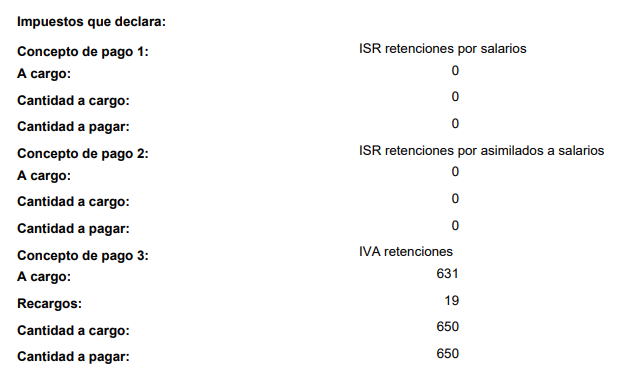 Impuestos que declara:
Concepto de pago 1: ISR retenciones por salarios
A cargo: 0
Cantidad a cargo: 0
Cantidad a pagar: 0
Concepto de pago 2: ISR retenciones por asimilados a salarios
A cargo: 0
Cantidad a cargo: 0
Cantidad a pagar: 0
Concepto de pago 3: IVA retenciones
A cargo: 631
Recargos: 19
Cantidad a cargo: 650
Cantidad a pagar: 650